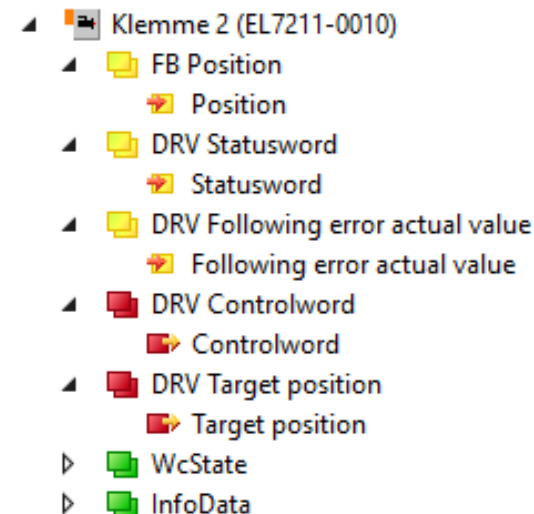 Klemme 2 (EL7211-0010)
FB Position
Position
DRV Statusword
Statusword
DRV Following error actual value
Following error actual value
DRV Controlword
Controlword
DRV Target position
Target position
WcState
InfoData